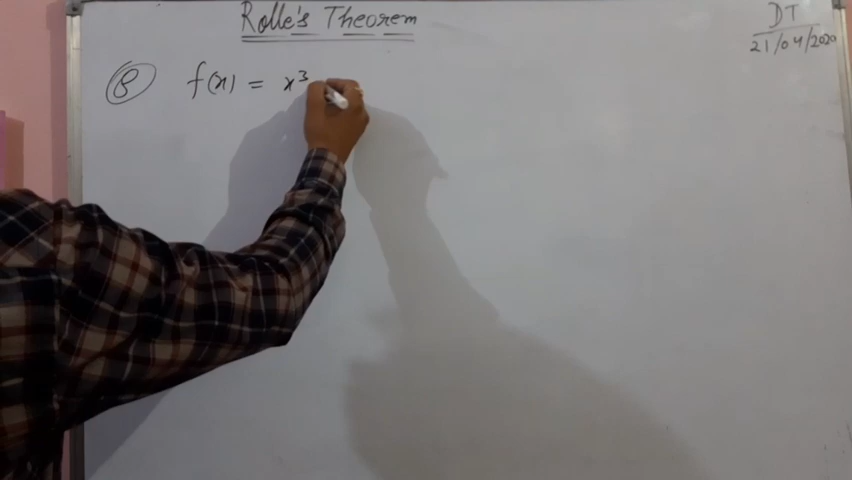 Rolle's Theorem
DT
21/04/2020
8 f(x) = x³